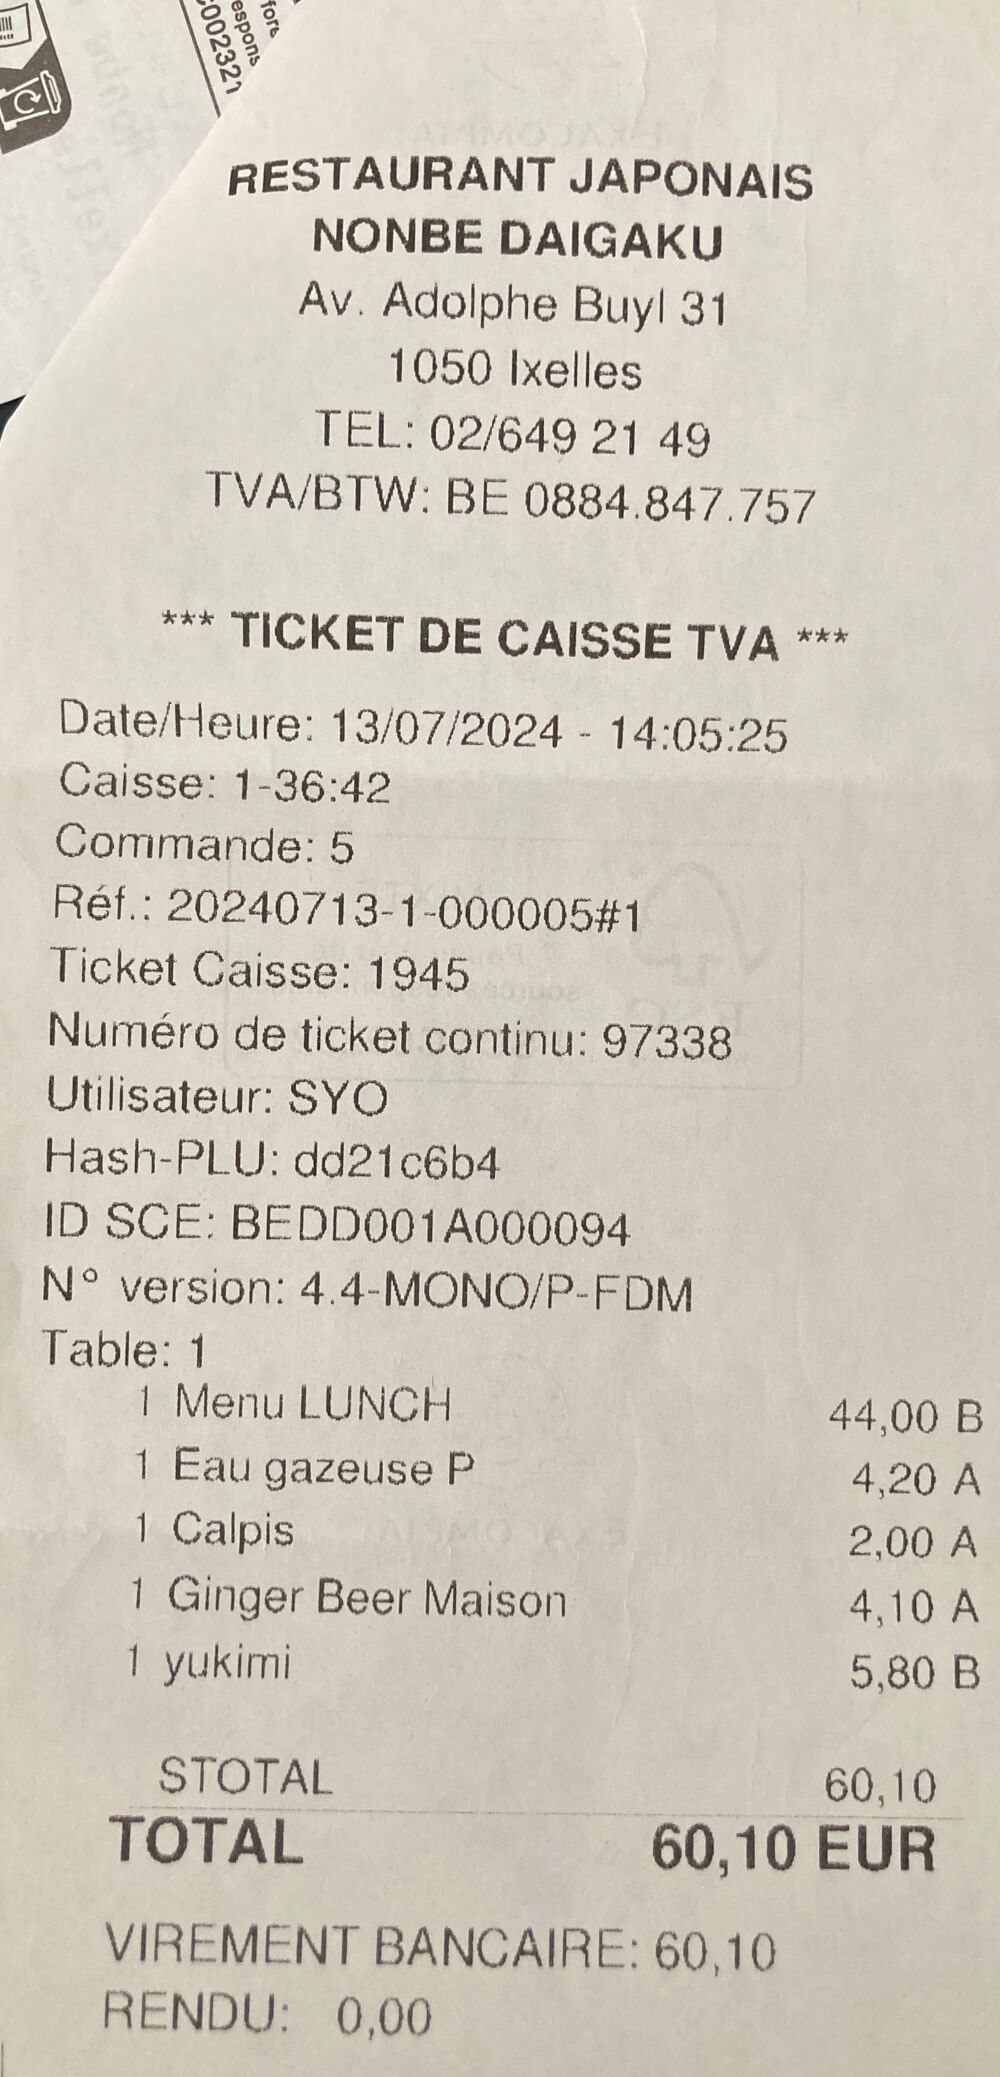 fore
espons
RESTAURANT JAPONAIS
NONBE DAIGAKU
Av. Adolphe Buyl 31
1050 Ixelles
TEL: 02/649 21 49
TVA/BTW: BE 0884.847.757
*** TICKET DE CAISSE TVA ***
Date/Heure: 13/07/2024 - 14:05:25
Caisse: 1-36:42
Commande: 5
Réf.: 20240713-1-000005#1
Ticket Caisse: 1945
Numéro de ticket continu: 97338
Utilisateur: SYO
Hash-PLU: dd21c6b4
ID SCE: BEDD001A000094
N° version: 4.4-MONO/P-FDM
Table: 1
1 Menu LUNCH 44,00 B
1 Eau gazeuse P 4,20 A
1 Calpis 2,00 A
1 Ginger Beer Maison 4,10 A
1 yukimi 5,80 B
STOTAL 60,10
TOTAL 60,10 EUR
VIREMENT BANCAIRE: 60,10
RENDU: 0,00